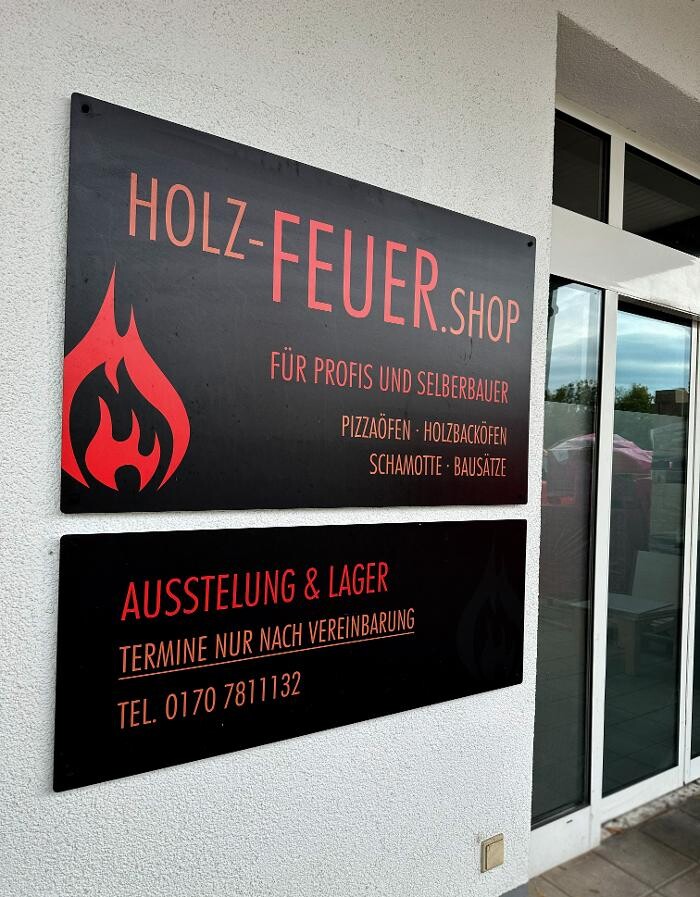 HOLZ-FEUER.SHOP
FÜR PROFIS UND SELBERBAUER
PIZZAÖFEN · HOLZBACKÖFEN
SCHAMOTTE · BAUSÄTZE
AUSSTELUNG & LAGER
TERMINE NUR NACH VEREINBARUNG
TEL. 0170 7811132